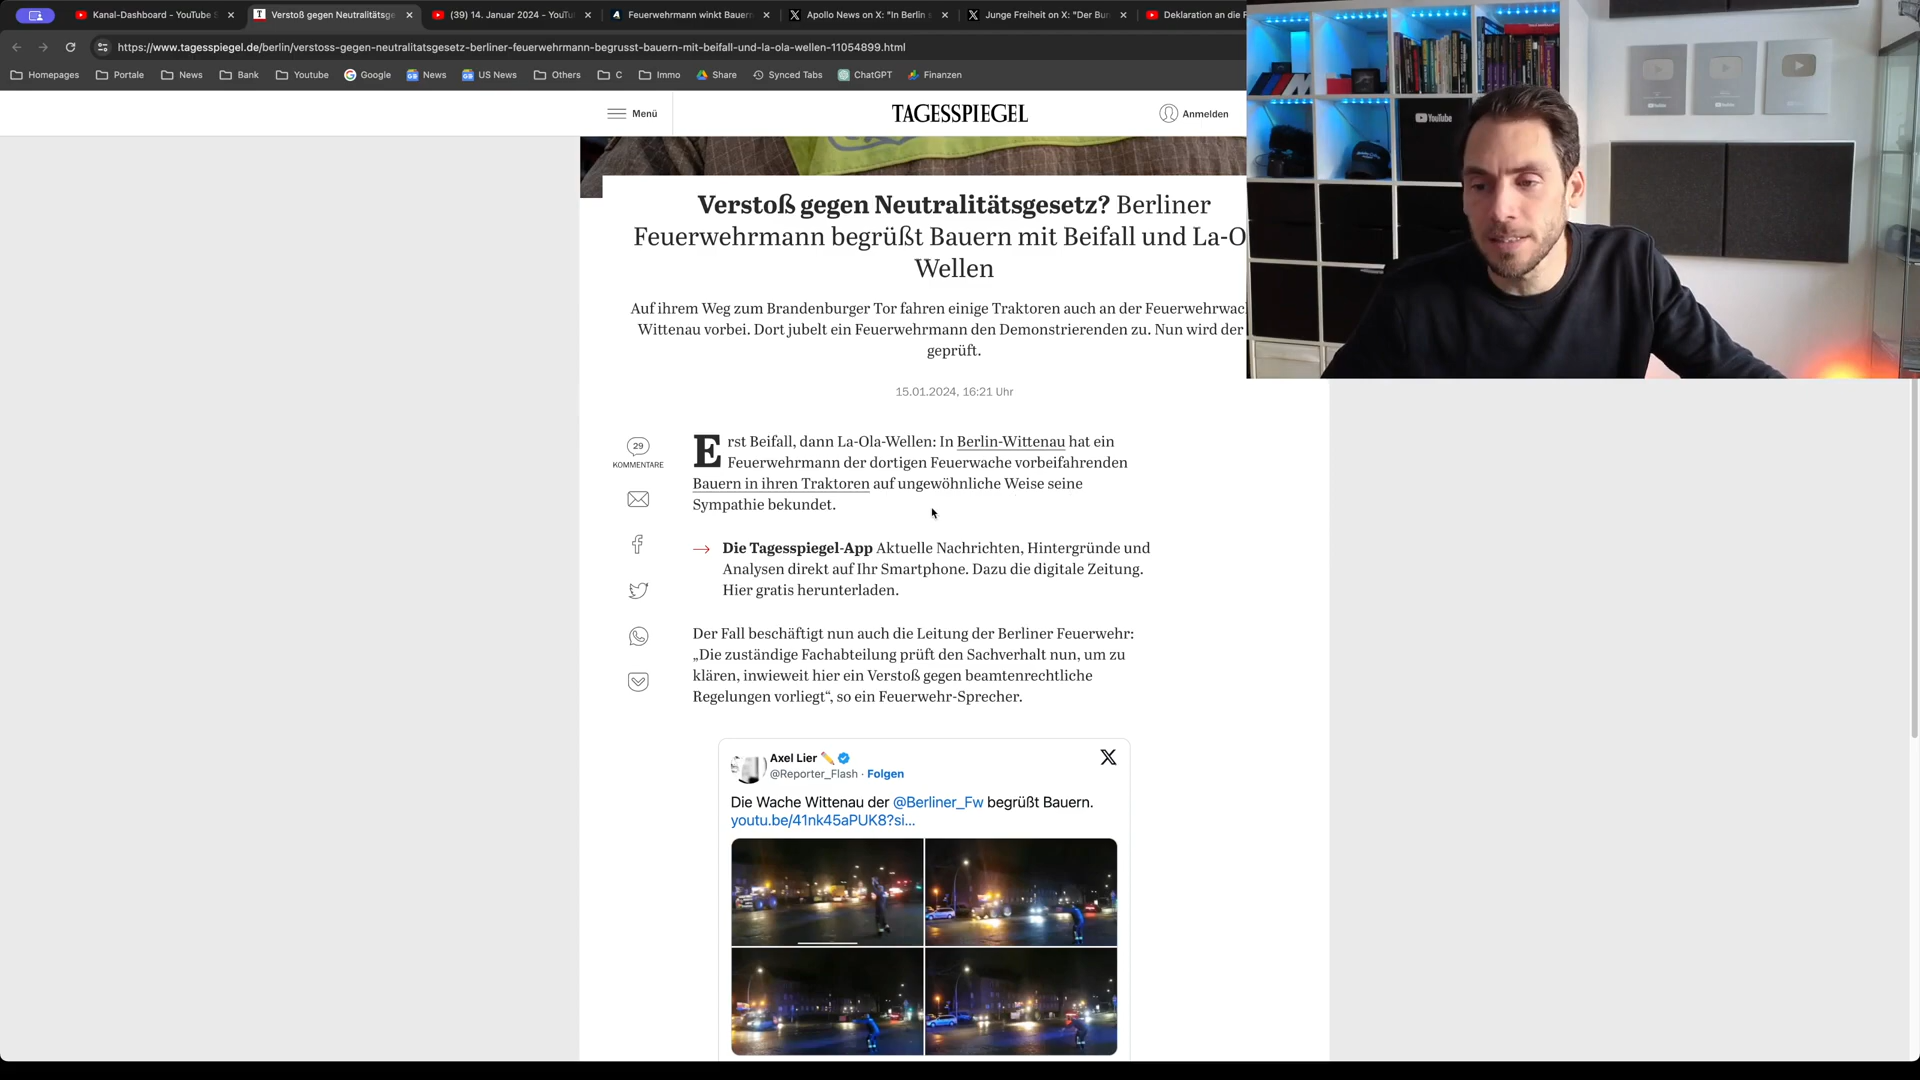 Kanal-Dashboard - YouTube S
Verstoß gegen Neutralitätsge
(39) 14. Januar 2024 - YouTu
Feuerwehrmann winkt Bauern
Apollo News on X: "In Berlin s
Junge Freiheit on X: "Der Bun
Deklaration an die F
https://www.tagesspiegel.de/berlin/verstoss-gegen-neutralitatsgesetz-berliner-feuerwehrmann-begrusst-bauern-mit-beifall-und-la-ola-wellen-11054899.html
Homepages Portale News Bank Youtube Google News US News Others C Immo Share Synced Tabs ChatGPT Finanzen
Menü
TAGESSPIEGEL
Anmelden
YouTube
Verstoß gegen Neutralitätsgesetz? Berliner
Feuerwehrmann begrüßt Bauern mit Beifall und La-O
Wellen
Auf ihrem Weg zum Brandenburger Tor fahren einige Traktoren auch an der Feuerwehrwac
Wittenau vorbei. Dort jubelt ein Feuerwehrmann den Demonstrierenden zu. Nun wird der
geprüft.
15.01.2024, 16:21 Uhr
29
KOMMENTARE
Erst Beifall, dann La-Ola-Wellen: In Berlin-Wittenau hat ein
Feuerwehrmann der dortigen Feuerwache vorbeifahrenden
Bauern in ihren Traktoren auf ungewöhnliche Weise seine
Sympathie bekundet.
→ Die Tagesspiegel-App Aktuelle Nachrichten, Hintergründe und
Analysen direkt auf Ihr Smartphone. Dazu die digitale Zeitung.
Hier gratis herunterladen.
Der Fall beschäftigt nun auch die Leitung der Berliner Feuerwehr:
„Die zuständige Fachabteilung prüft den Sachverhalt nun, um zu
klären, inwieweit hier ein Verstoß gegen beamtenrechtliche
Regelungen vorliegt“, so ein Feuerwehr-Sprecher.
Axel Lier ✏️
@Reporter_Flash · Folgen
Die Wache Wittenau der @Berliner_Fw begrüßt Bauern.
youtu.be/41nk45aPUK8?si...